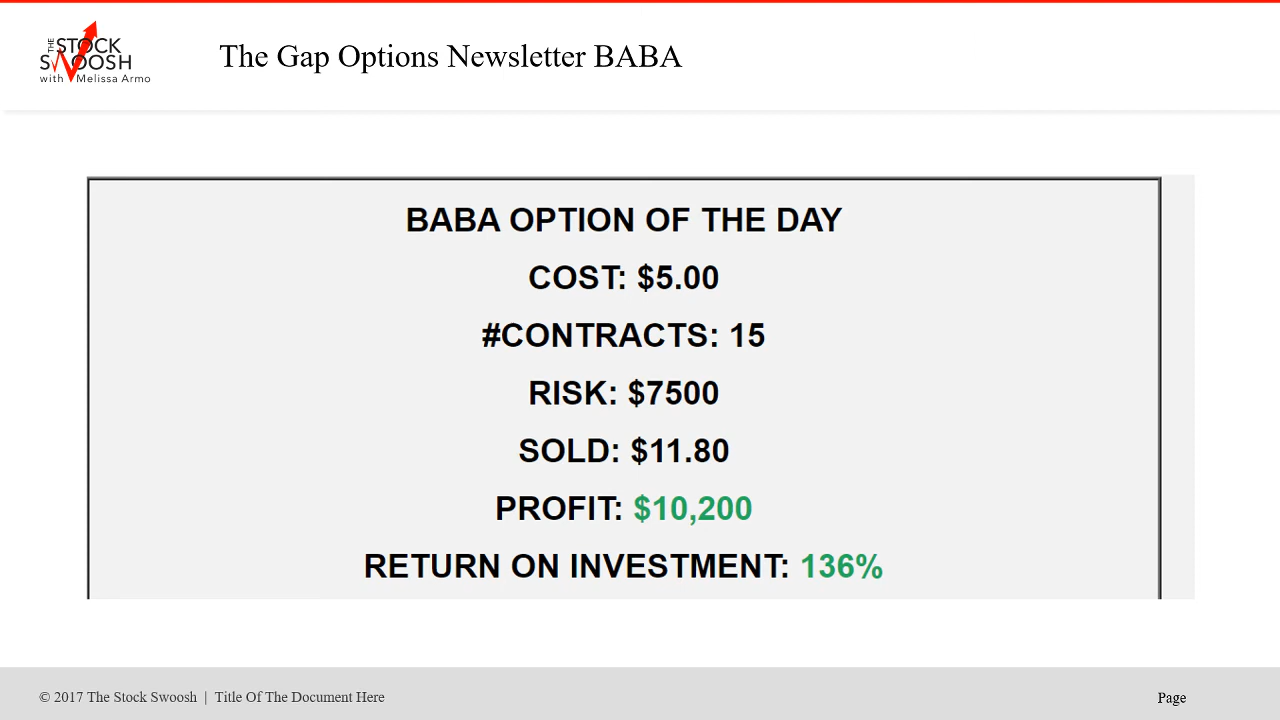 THE STOCK
SWOOSH
with Melissa Armo
The Gap Options Newsletter BABA
BABA OPTION OF THE DAY
COST: $5.00
#CONTRACTS: 15
RISK: $7500
SOLD: $11.80
PROFIT: $10,200
RETURN ON INVESTMENT: 136%
© 2017 The Stock Swoosh | Title Of The Document Here
Page